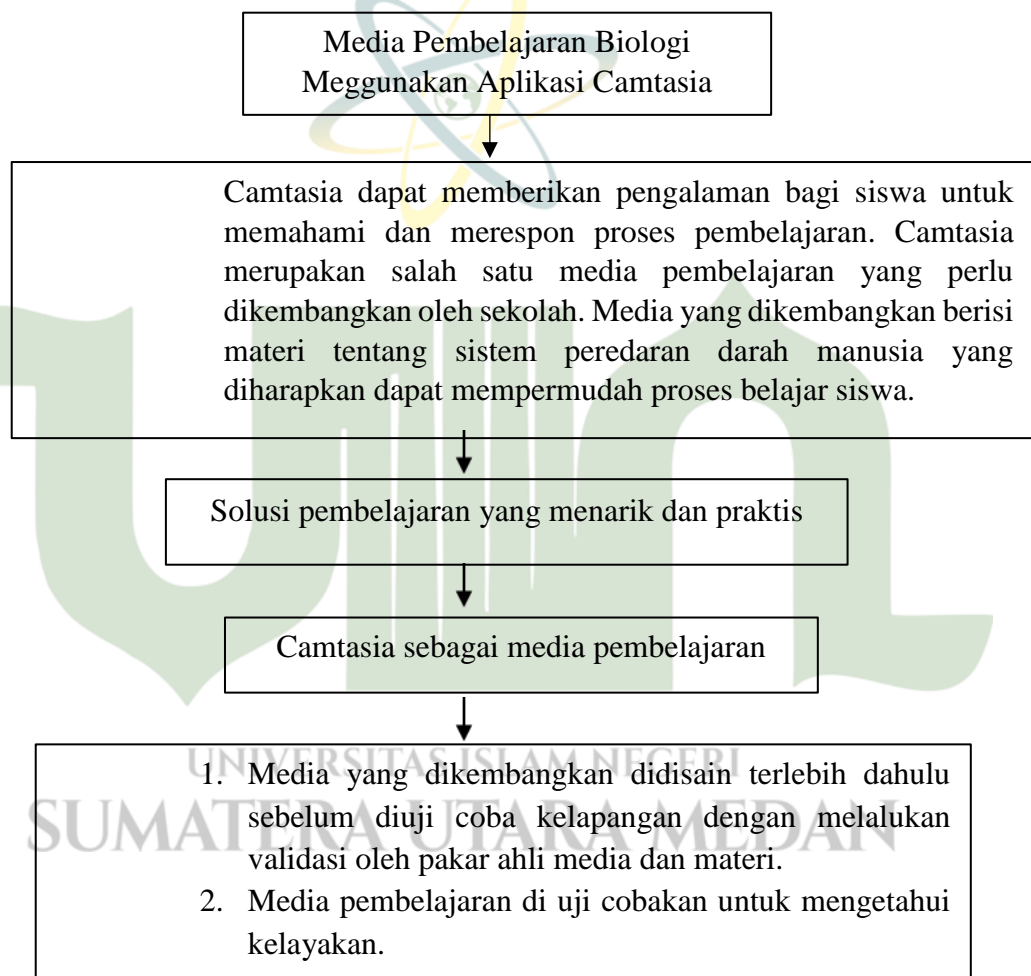 Media Pembelajaran Biologi
Meggunakan Aplikasi Camtasia
Camtasia dapat memberikan pengalaman bagi siswa untuk
memahami dan merespon proses pembelajaran. Camtasia
merupakan salah satu media pembelajaran yang perlu
dikembangkan oleh sekolah. Media yang dikembangkan berisi
materi tentang sistem peredaran darah manusia yang
diharapkan dapat mempermudah proses belajar siswa.
Solusi pembelajaran yang menarik dan praktis
Camtasia sebagai media pembelajaran
UNIVERSITAS ISLAM NEGERI
SUMATERA UTARA MEDAN
1. Media yang dikembangkan didisain terlebih dahulu
sebelum diuji coba kelapangan dengan melalukan
validasi oleh pakar ahli media dan materi.
2. Media pembelajaran di uji cobakan untuk mengetahui
kelayakan.